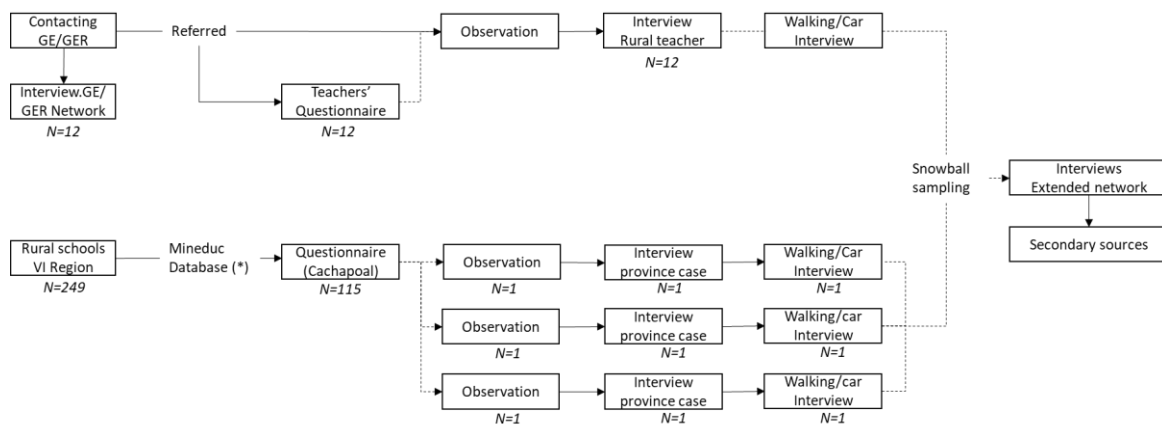 Contacting
GE/GER
Referred
Observation
Interview
Rural teacher
N=12
Walking/Car
Interview
Interview.GE/
GER Network
N=12
Teachers'
Questionnaire
N=12
Snowball
sampling
Interviews
Extended network
Secondary sources
Rural schools
VI Region
N=249
Mineduc
Database (*)
Questionnaire
(Cachapoal)
N=115
Observation
N=1
Interview
province case
N=1
Walking/Car
Interview
N=1
Observation
N=1
Interview
province case
N=1
Walking/car
Interview
N=1
Observation
N=1
Interview
province case
N=1
Walking/car
Interview
N=1